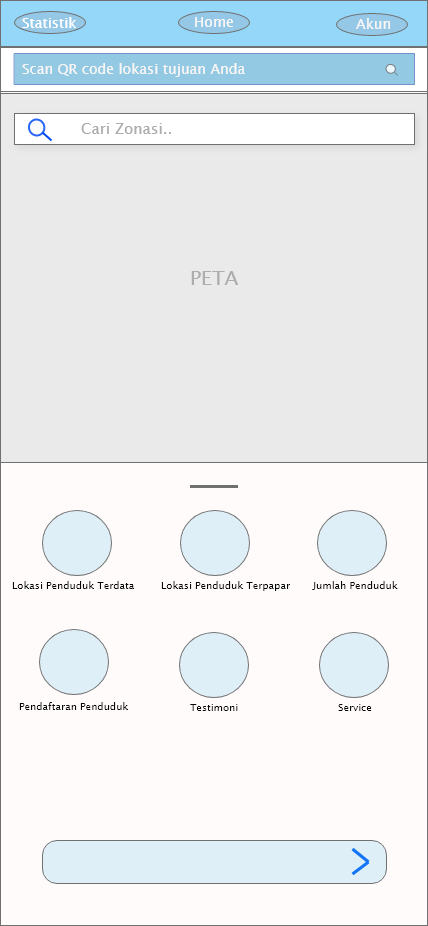 Statistik
Home
Akun
Scan QR code lokasi tujuan Anda
Cari Zonasi..
PETA
Lokasi Penduduk Terdata
Lokasi Penduduk Terpapar
Jumlah Penduduk
Pendaftaran Penduduk
Testimoni
Service